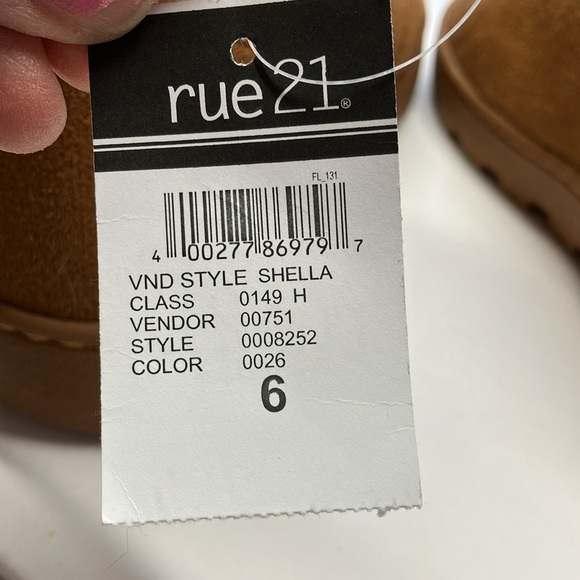 rue21®
FL_131
4 00277 86979 7
VND STYLE SHELLA
CLASS 0149 H
VENDOR 00751
STYLE 0008252
COLOR 0026
6